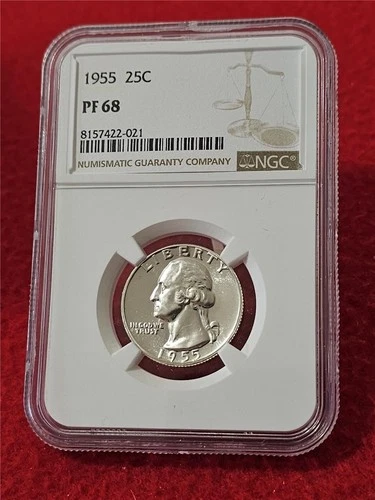 1955 25C
PF 68
8157422-021
NUMISMATIC GUARANTY COMPANY
NGC®
LIBERTY
IN GOD WE
TRUST
1955